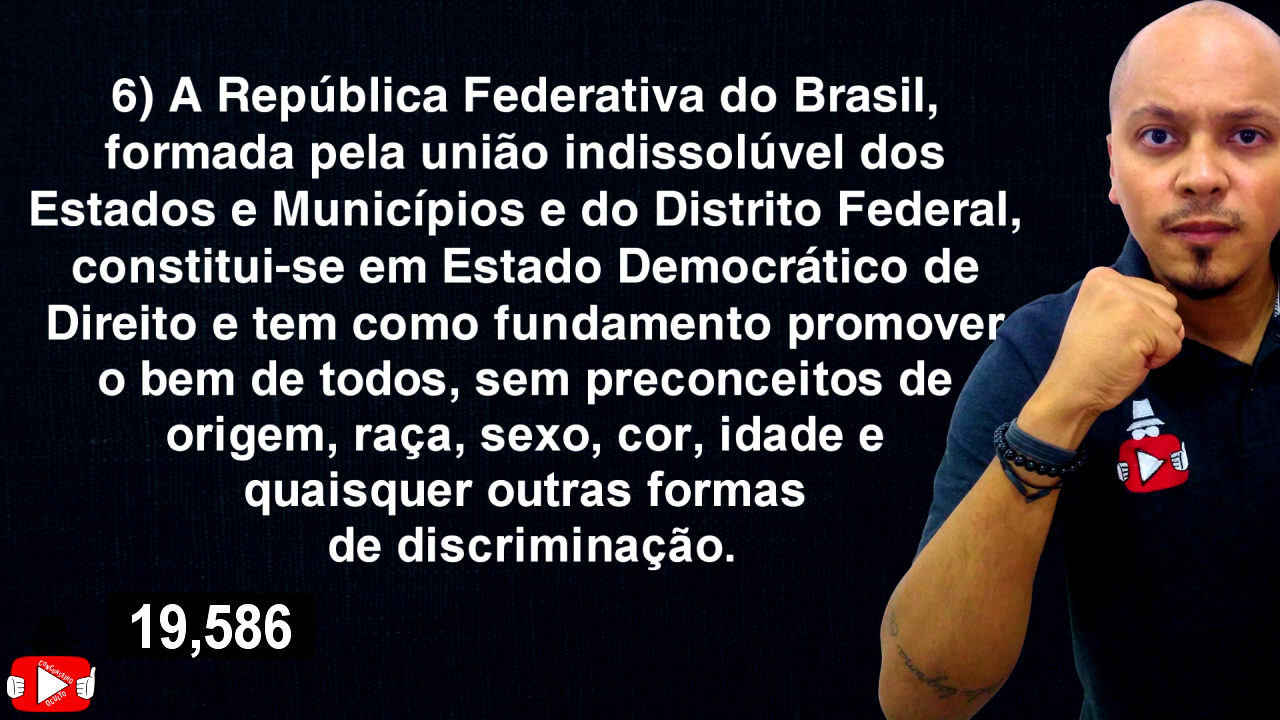 6) A República Federativa do Brasil,
formada pela união indissolúvel dos
Estados e Municípios e do Distrito Federal,
constitui-se em Estado Democrático de
Direito e tem como fundamento promover
o bem de todos, sem preconceitos de
origem, raça, sexo, cor, idade e
quaisquer outras formas
de discriminação.
19,586
CONCURSEIRO
OCULTO